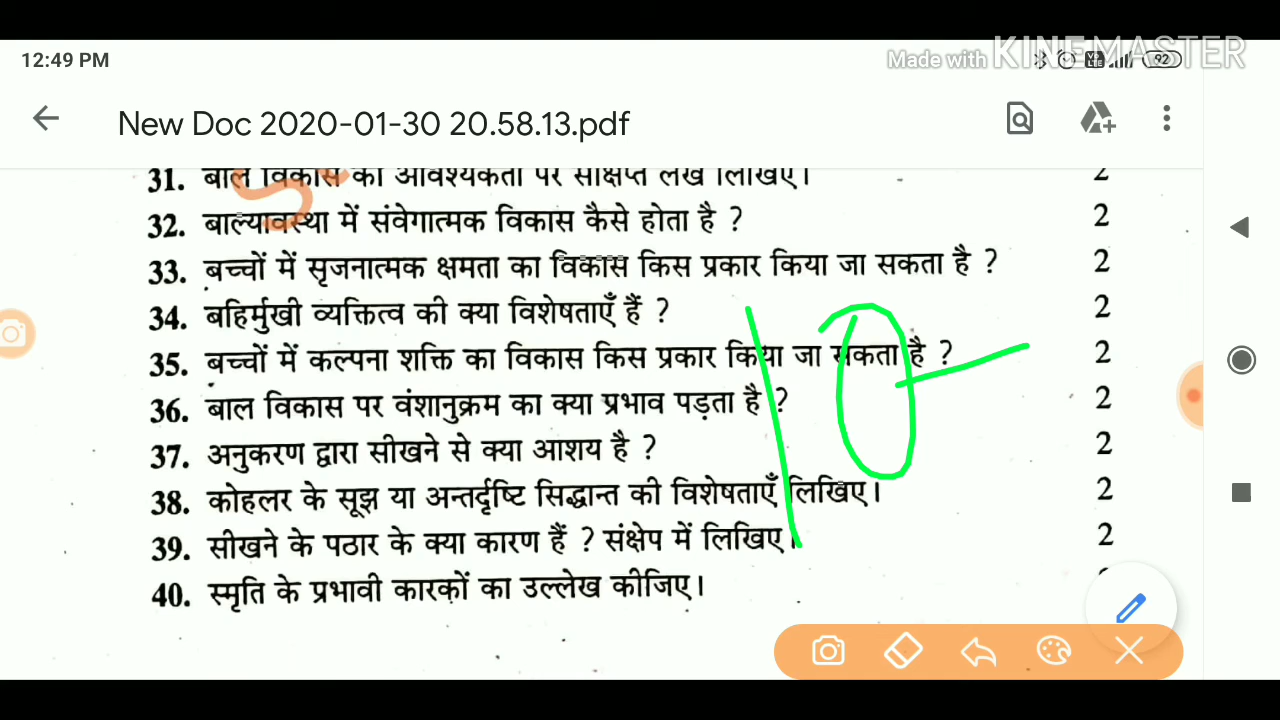 12:49 PM
Made with KINEMASTER
92
New Doc 2020-01-30 20.58.13.pdf
31. बाल विकास की आवश्यकता पर संक्षिप्त लेख लिखिए। 2
32. बाल्यावस्था में संवेगात्मक विकास कैसे होता है ? 2
33. बच्चों में सृजनात्मक क्षमता का विकास किस प्रकार किया जा सकता है ? 2
34. बहिर्मुखी व्यक्तित्व की क्या विशेषताएँ हैं ? 2
35. बच्चों में कल्पना शक्ति का विकास किस प्रकार किया जा सकता है ? 2
36. बाल विकास पर वंशानुक्रम का क्या प्रभाव पड़ता है ? 2
37. अनुकरण द्वारा सीखने से क्या आशय है ? 2
38. कोहलर के सूझ या अन्तर्दृष्टि सिद्धान्त की विशेषताएँ लिखिए। 2
39. सीखने के पठार के क्या कारण हैं ? संक्षेप में लिखिए। 2
40. स्मृति के प्रभावी कारकों का उल्लेख कीजिए।
10